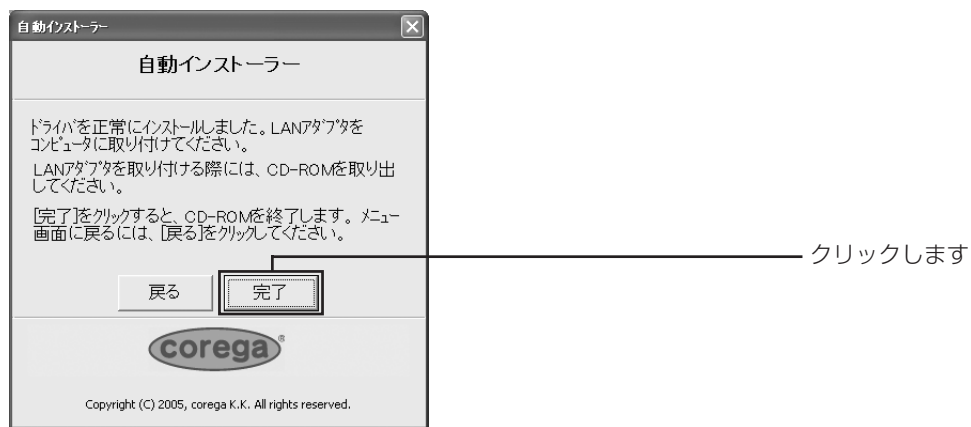 自動インストーラー
自動インストーラー
ドライバを正常にインストールしました。LANアダプタを
コンピュータに取り付けてください。
LANアダプタを取り付ける際には、CD-ROMを取り出
してください。
[完了]をクリックすると、CD-ROMを終了します。メニュー
画面に戻るには、[戻る]をクリックしてください。
クリックします
戻る 完了
corega®
Copyright (C) 2005, corega K.K. All rights reserved.